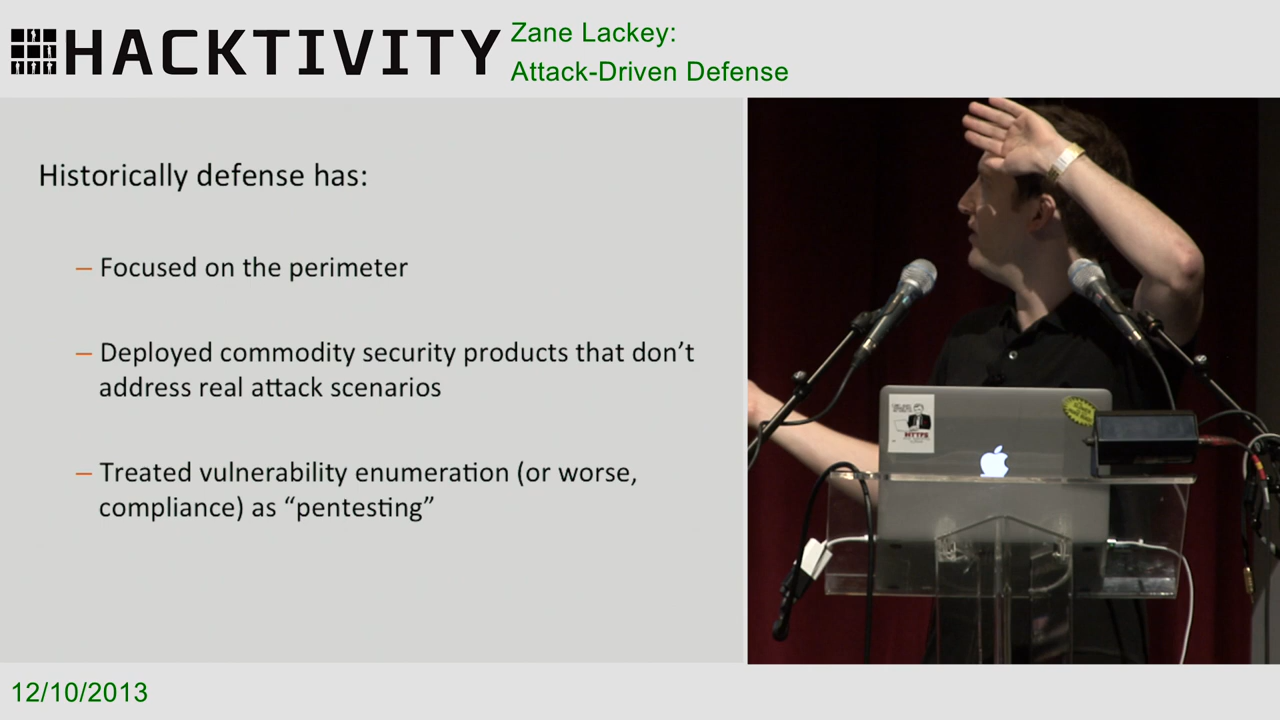 HACKTIVITY
Zane Lackey:
Attack-Driven Defense
Historically defense has:
– Focused on the perimeter
– Deployed commodity security products that don’t
address real attack scenarios
– Treated vulnerability enumeration (or worse,
compliance) as “pentesting”
HTTPS
12/10/2013